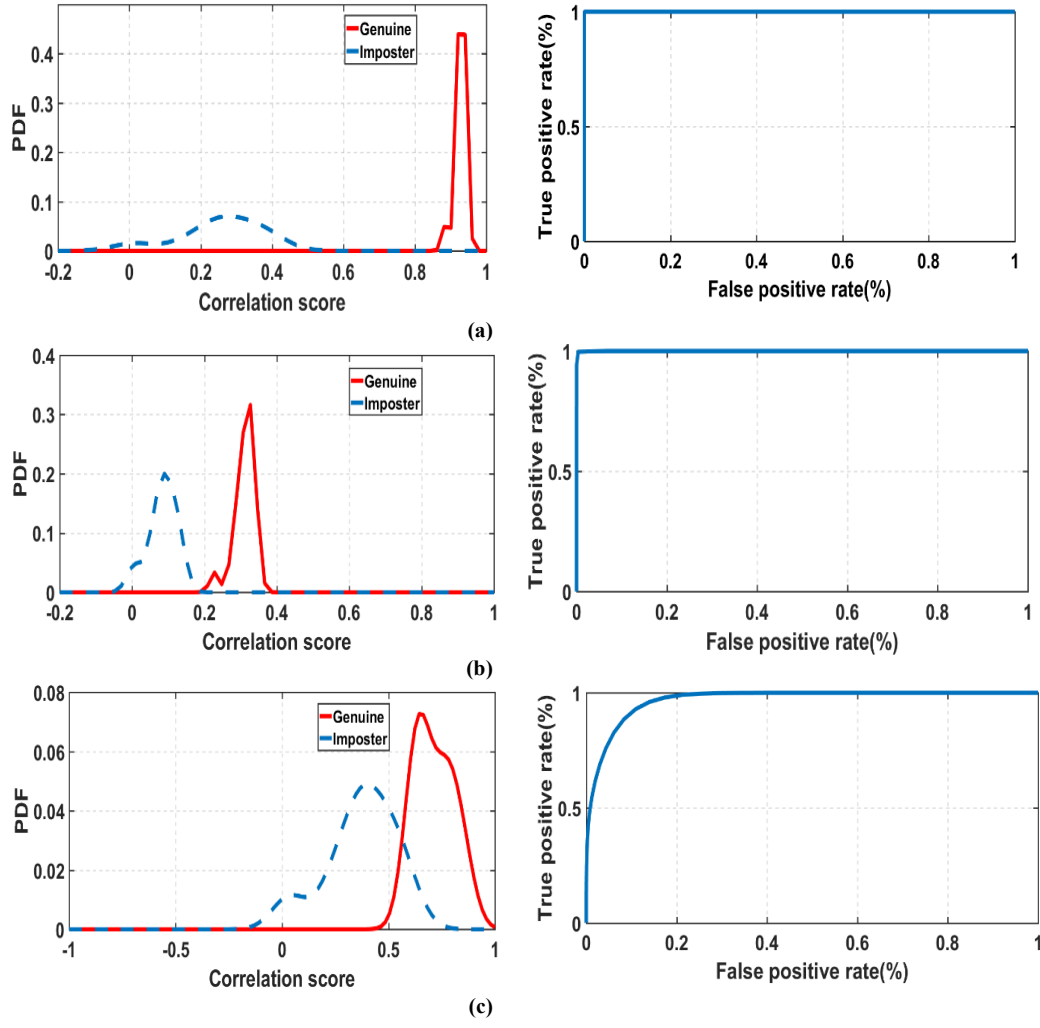 Genuine
Imposter
PDF
0.4
0.3
0.2
0.1
0
-0.2
0
0.2
0.4
0.6
0.8
1
Correlation score
True positive rate(%)
1
0.5
0
0
0.2
0.4
0.6
0.8
1
False positive rate(%)
(a)
Genuine
Imposter
PDF
0.4
0.3
0.2
0.1
0
-0.2
0
0.2
0.4
0.6
0.8
1
Correlation score
True positive rate(%)
1
0.5
0
0
0.2
0.4
0.6
0.8
1
False positive rate(%)
(b)
Genuine
Imposter
PDF
0.08
0.06
0.04
0.02
0
-1
-0.5
0
0.5
1
Correlation score
True positive rate(%)
1
0.5
0
0
0.2
0.4
0.6
0.8
1
False positive rate(%)
(c)